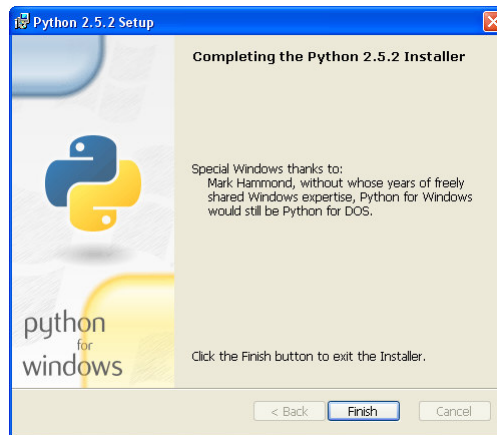 Python 2.5.2 Setup
Completing the Python 2.5.2 Installer
Special Windows thanks to:
Mark Hammond, without whose years of freely
shared Windows expertise, Python for Windows
would still be Python for DOS.
python
for
windows
Click the Finish button to exit the Installer.
< Back
Finish
Cancel